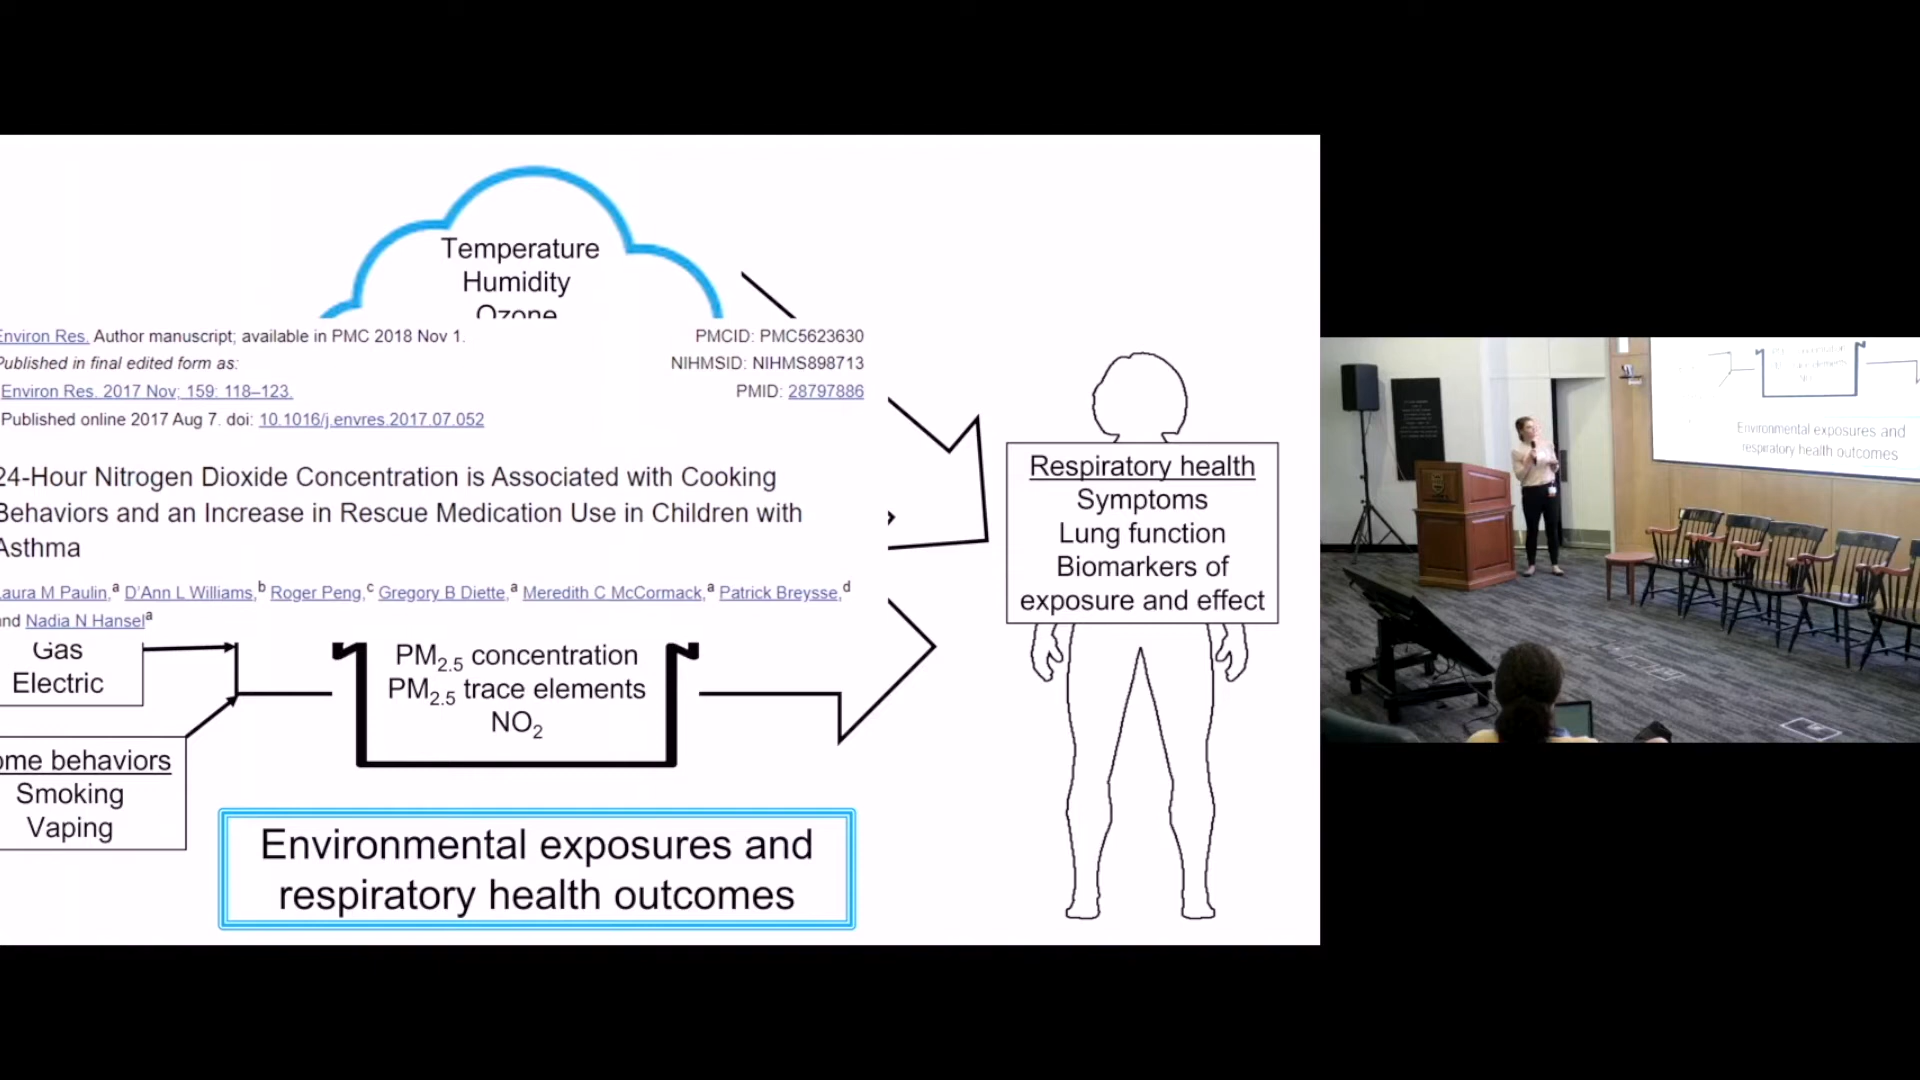 Temperature
Humidity
Ozone
Environ Res. Author manuscript; available in PMC 2018 Nov 1.
PMCID: PMC5623630
Published in final edited form as:
NIHMSID: NIHMS898713
Environ Res. 2017 Nov; 159: 118–123.
PMID: 28797886
Published online 2017 Aug 7. doi: 10.1016/j.envres.2017.07.052
24-Hour Nitrogen Dioxide Concentration is Associated with Cooking
Behaviors and an Increase in Rescue Medication Use in Children with
Asthma
Laura M Paulin,a D'Ann L Williams,b Roger Peng,c Gregory B Diette,a Meredith C McCormack,a Patrick Breysse,d
and Nadia N Hansela
Gas
Electric
ome behaviors
Smoking
Vaping
PM2.5 concentration
PM2.5 trace elements
NO2
Environmental exposures and
respiratory health outcomes
Respiratory health
Symptoms
Lung function
Biomarkers of
exposure and effect
Environmental exposures and
respiratory health outcomes